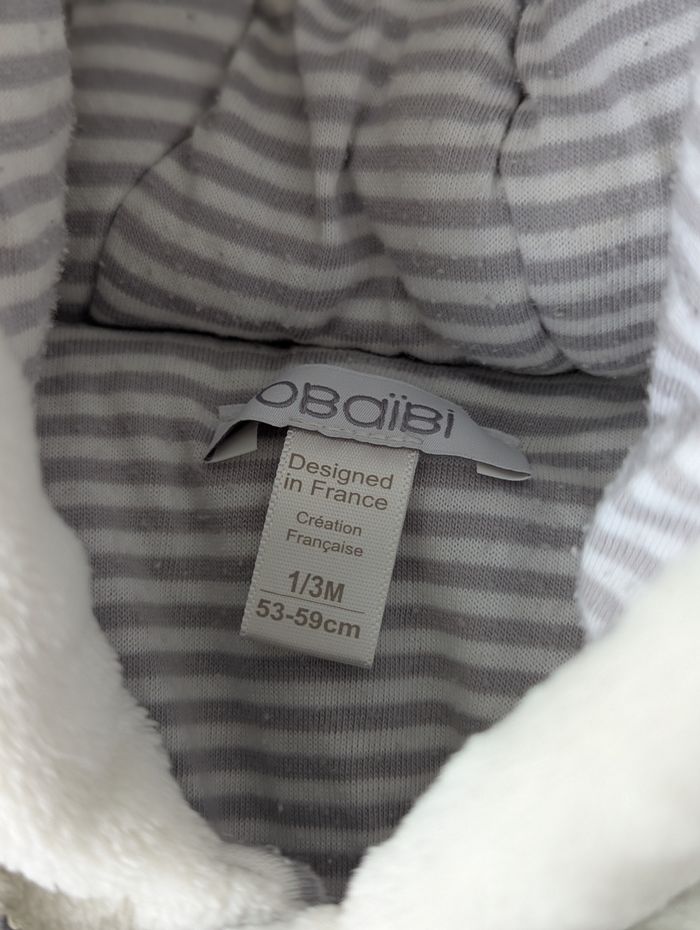 OBaïBi
Designed
in France
Création
Française
1/3M
53-59cm